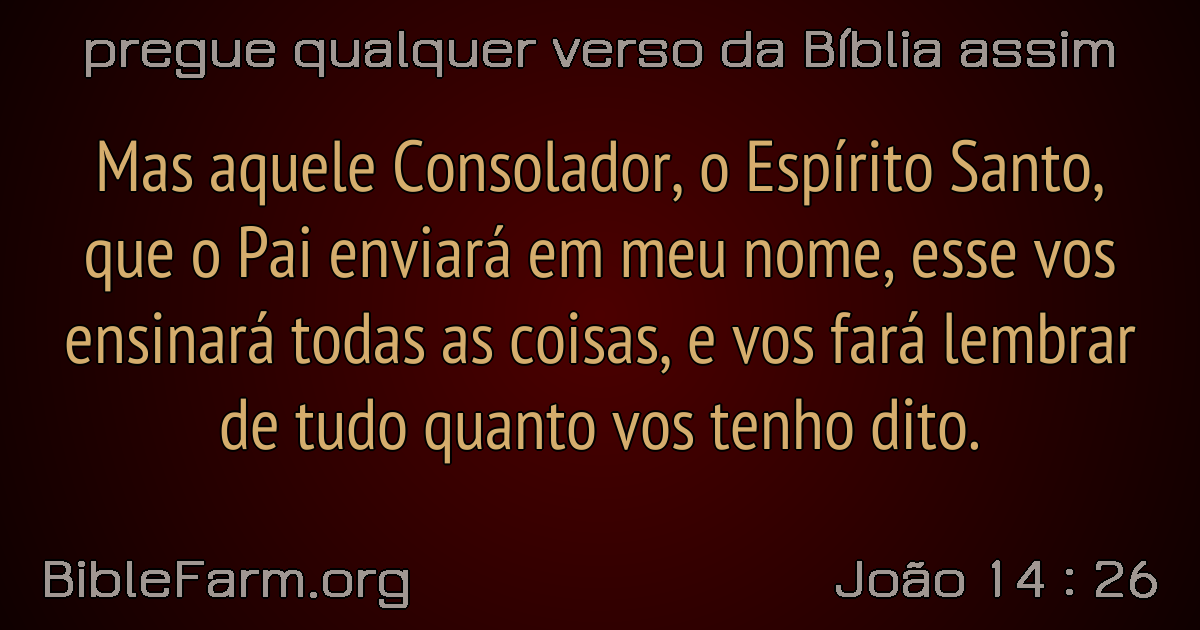 pregue qualquer verso da Bíblia assim
Mas aquele Consolador, o Espírito Santo,
que o Pai enviará em meu nome, esse vos
ensinará todas as coisas, e vos fará lembrar
de tudo quanto vos tenho dito.
BibleFarm.org
João 14 : 26